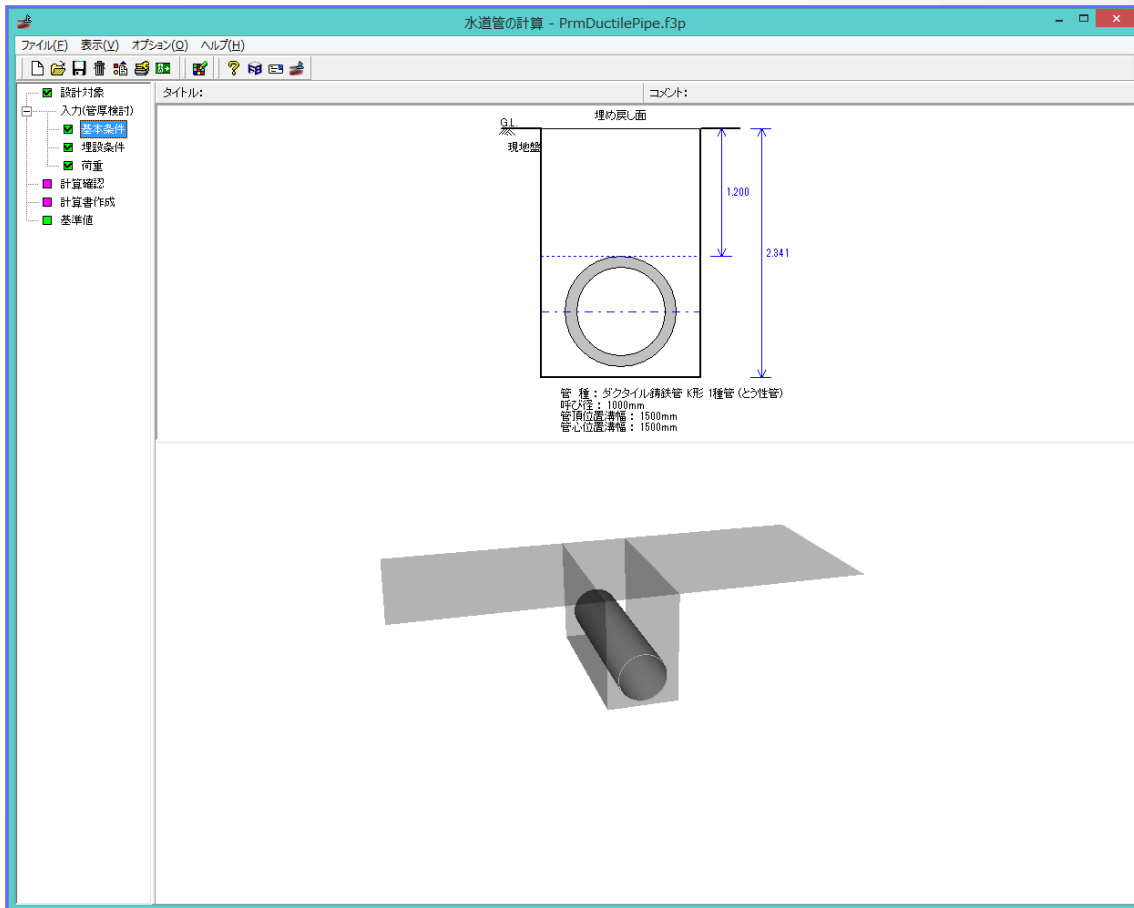 水道管の計算 - PrmDuctilePipe.f3p
ファイル(F) 表示(V) オプション(O) ヘルプ(H)
設計対象
入力(管厚検討)
基本条件
埋設条件
荷重
計算確認
計算書作成
基準値
タイトル:
コメント:
埋め戻し面
G.L.
現地盤
1.200
2.341
管 種 : ダクタイル鋳鉄管 K形 1種管 (とう性管)
呼び径 : 1000mm
管頂位置溝幅 : 1500mm
管心位置溝幅 : 1500mm